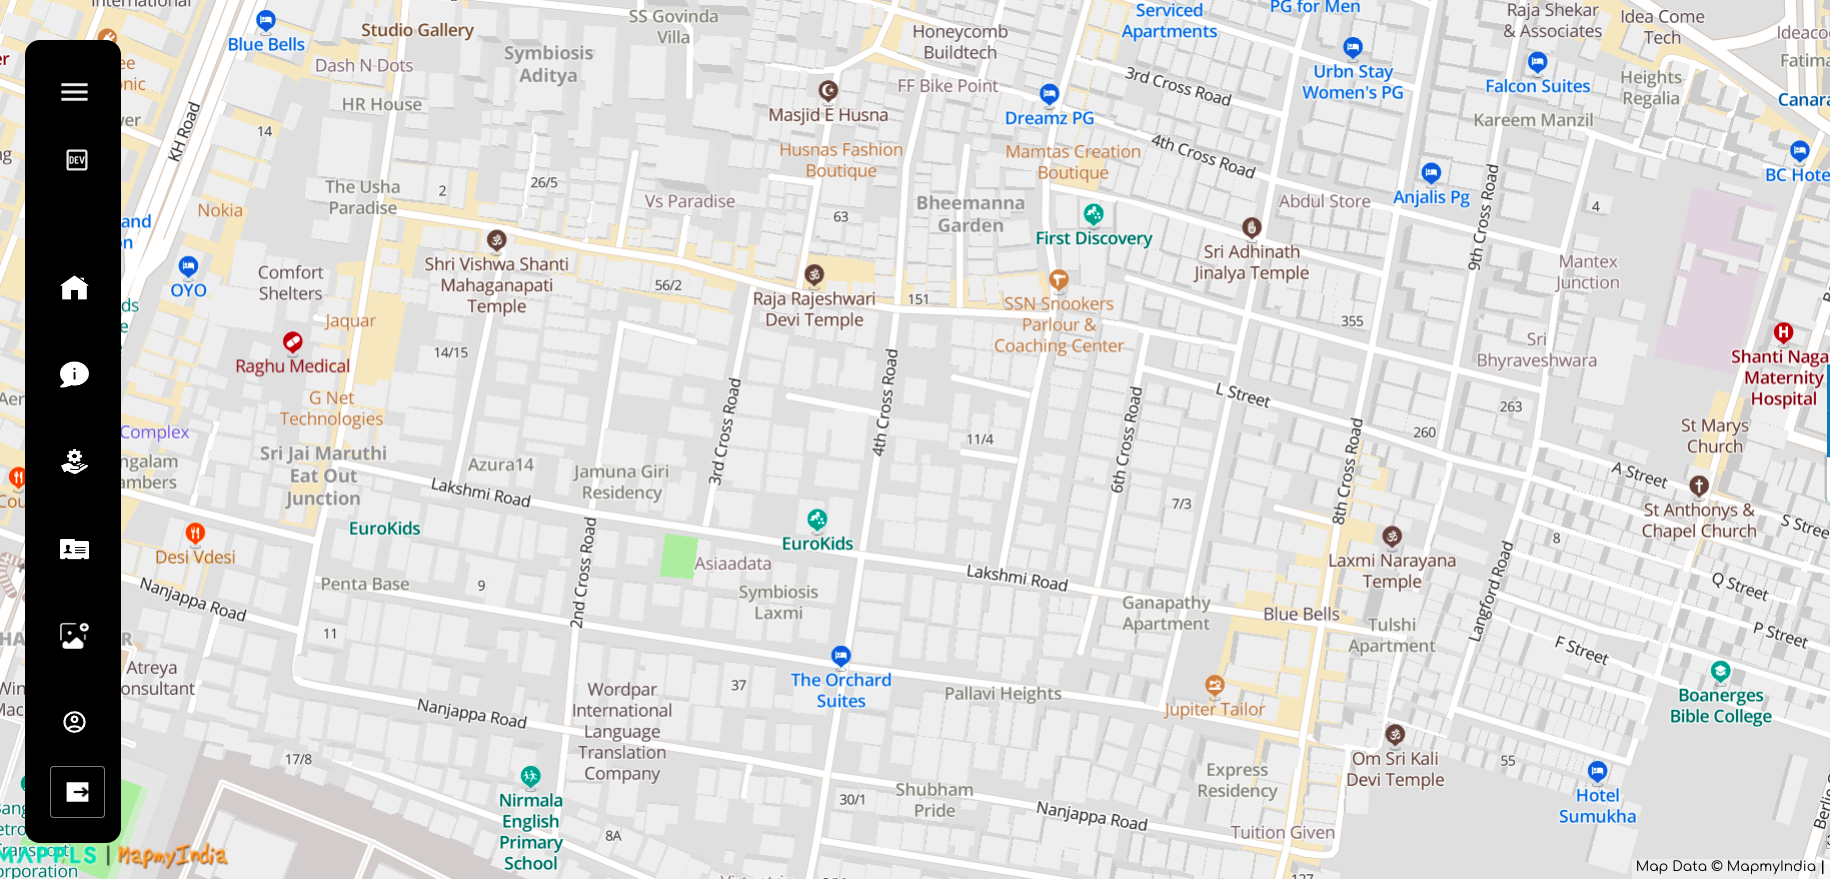 International
Blue Bells
Studio Gallery
SS Govinda
Villa
Symbiosis
Aditya
Dash N Dots
HR House
Honeycomb
Buildtech
Serviced
Apartments
PG for Men
Raja Shekar
& Associates
Idea Come
Tech
FF Bike Point
3rd Cross Road
Urbn Stay
Women's PG
Falcon Suites
Heights
Regalia
Kareem Manzil
KH Road
14
Masjid E Husna
Dreamz PG
Husnas Fashion
Boutique
Mamtas Creation
Boutique
4th Cross Road
BC Hote
DEV
The Usha
Paradise
2
26/5
Vs Paradise
63
Bheemanna
Garden
First Discovery
Abdul Store
Anjalis Pg
9th Cross Road
4
Nokia
OYO
Comfort
Shelters
Shri Vishwa Shanti
Mahaganapati
Temple
56/2
Raja Rajeshwari
Devi Temple
151
SSN Snookers
Parlour &
Coaching Center
Sri Adhinath
Jinalya Temple
Mantex
Junction
355
Sri
Bhyraveshwara
Jaquar
Raghu Medical
14/15
G Net
Technologies
3rd Cross Road
4th Cross Road
11/4
6th Cross Road
L Street
263
260
8th Cross Road
Shanti Naga
Maternity
Hospital
St Marys
Church
Complex
Sri Jai Maruthi
Eat Out
Junction
Lakshmi Road
Azura14
Jamuna Giri
Residency
7/3
A Street
St Anthonys &
Chapel Church
EuroKids
EuroKids
Desi Vdesi
Asiaadata
Symbiosis
Laxmi
Lakshmi Road
Laxmi Narayana
Temple
8
Q Street
P Street
F Street
Langford Road
Nanjappa Road
Penta Base
9
2nd Cross Road
Ganapathy
Apartment
Blue Bells
Tulshi
Apartment
11
Atreya
The Orchard
Suites
37
Pallavi Heights
Jupiter Tailor
Boanerges
Bible College
Nanjappa Road
Wordpar
International
Language
Translation
Company
17/8
Nirmala
English
Primary
School
30/1
Shubham
Pride
Nanjappa Road
Express
Residency
Om Sri Kali
Devi Temple
55
Hotel
Sumukha
8A
Tuition Given
MAPPLS | MapmyIndia
Map Data © MapmyIndia |